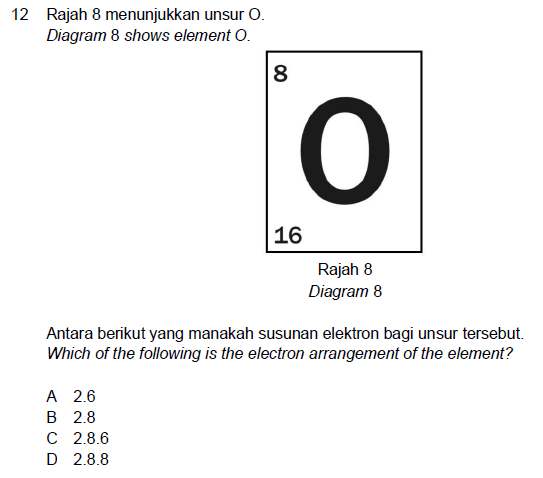 12 Rajah 8 menunjukkan unsur O.
Diagram 8 shows element O.
8
O
16
Rajah 8
Diagram 8
Antara berikut yang manakah susunan elektron bagi unsur tersebut.
Which of the following is the electron arrangement of the element?
A 2.6
B 2.8
C 2.8.6
D 2.8.8